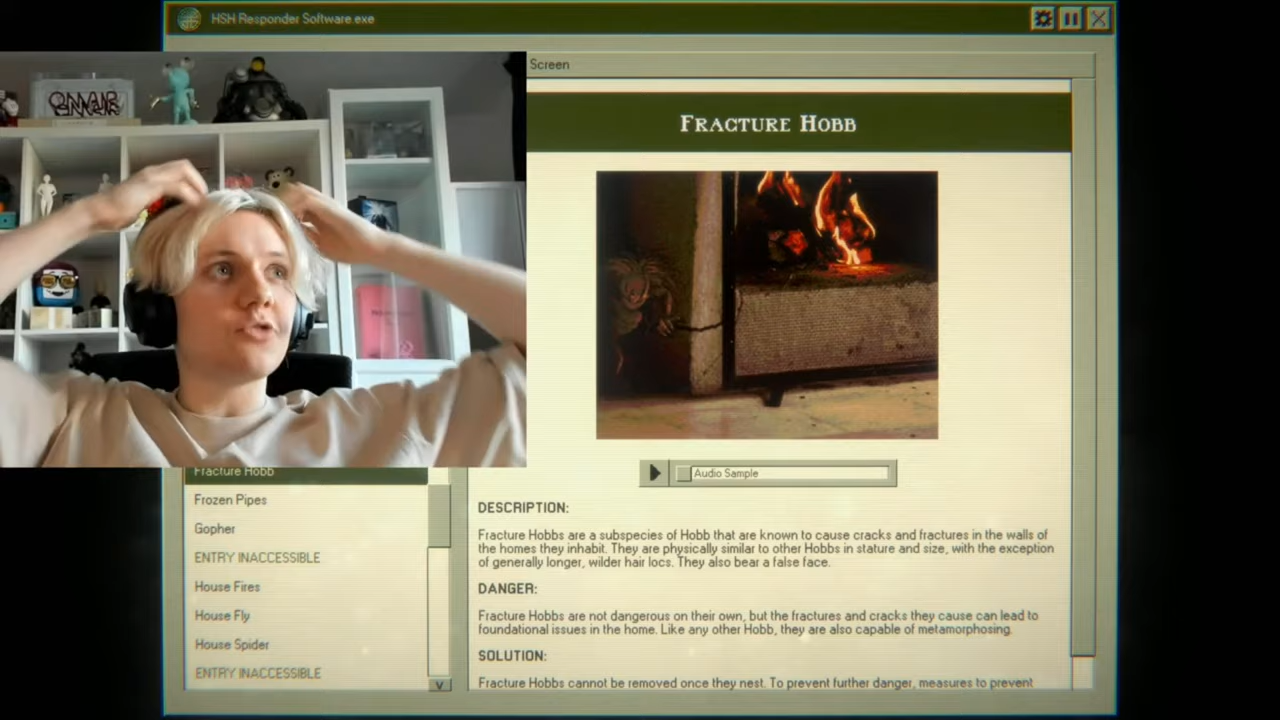 HSH Responder Software.exe
Screen
FRACTURE HOBB
Audio Sample
Fracture Hobb
Frozen Pipes
Gopher
ENTRY INACCESSIBLE
House Fires
House Fly
House Spider
ENTRY INACCESSIBLE
V
DESCRIPTION:
Fracture Hobbs are a subspecies of Hobb that are known to cause cracks and fractures in the walls of
the homes they inhabit. They are physically similar to other Hobbs in stature and size, with the exception
of generally longer, wilder hair locs. They also bear a false face.
DANGER:
Fracture Hobbs are not dangerous on their own, but the fractures and cracks they cause can lead to
foundational issues in the home. Like any other Hobb, they are also capable of metamorphosing.
SOLUTION:
Fracture Hobbs cannot be removed once they nest. To prevent further danger, measures to prevent